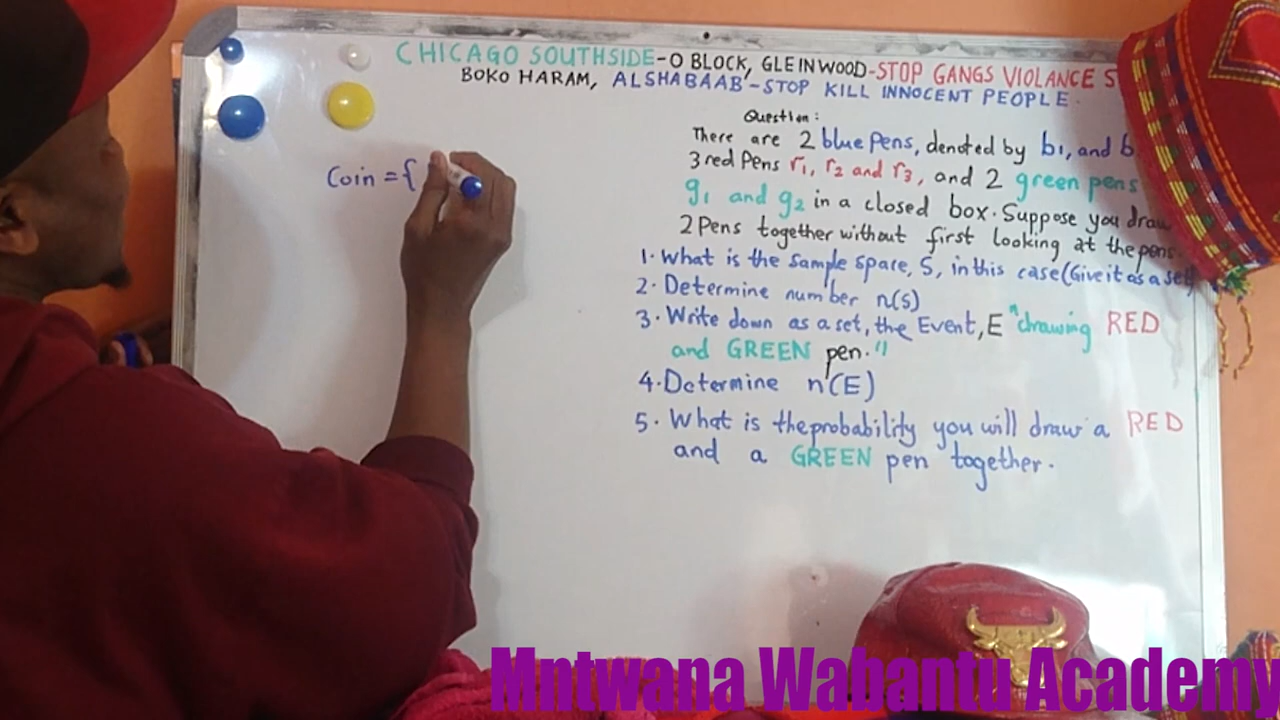 CHICAGO SOUTHSIDE-O BLOCK, GLEINWOOD-STOP GANGS VIOLANCE S
BOKO HARAM, ALSHABAAB-STOP KILL INNOCENT PEOPLE.
Question:
There are 2 blue Pens, denoted by b1, and b
3 red Pens r1, r2 and r3, and 2 green pens
g1 and g2 in a closed box. Suppose you draw
2 Pens together without first looking at the pens.
1. What is the sample space, S, in this case (Give it as a set)
2. Determine number n(s)
3. Write down as a set, the Event, E "drawing RED
and GREEN pen."
4. Determine n(E)
5. What is the probability you will draw a RED
and a GREEN pen together.
Coin = {
Mntwana Wabantu Academy